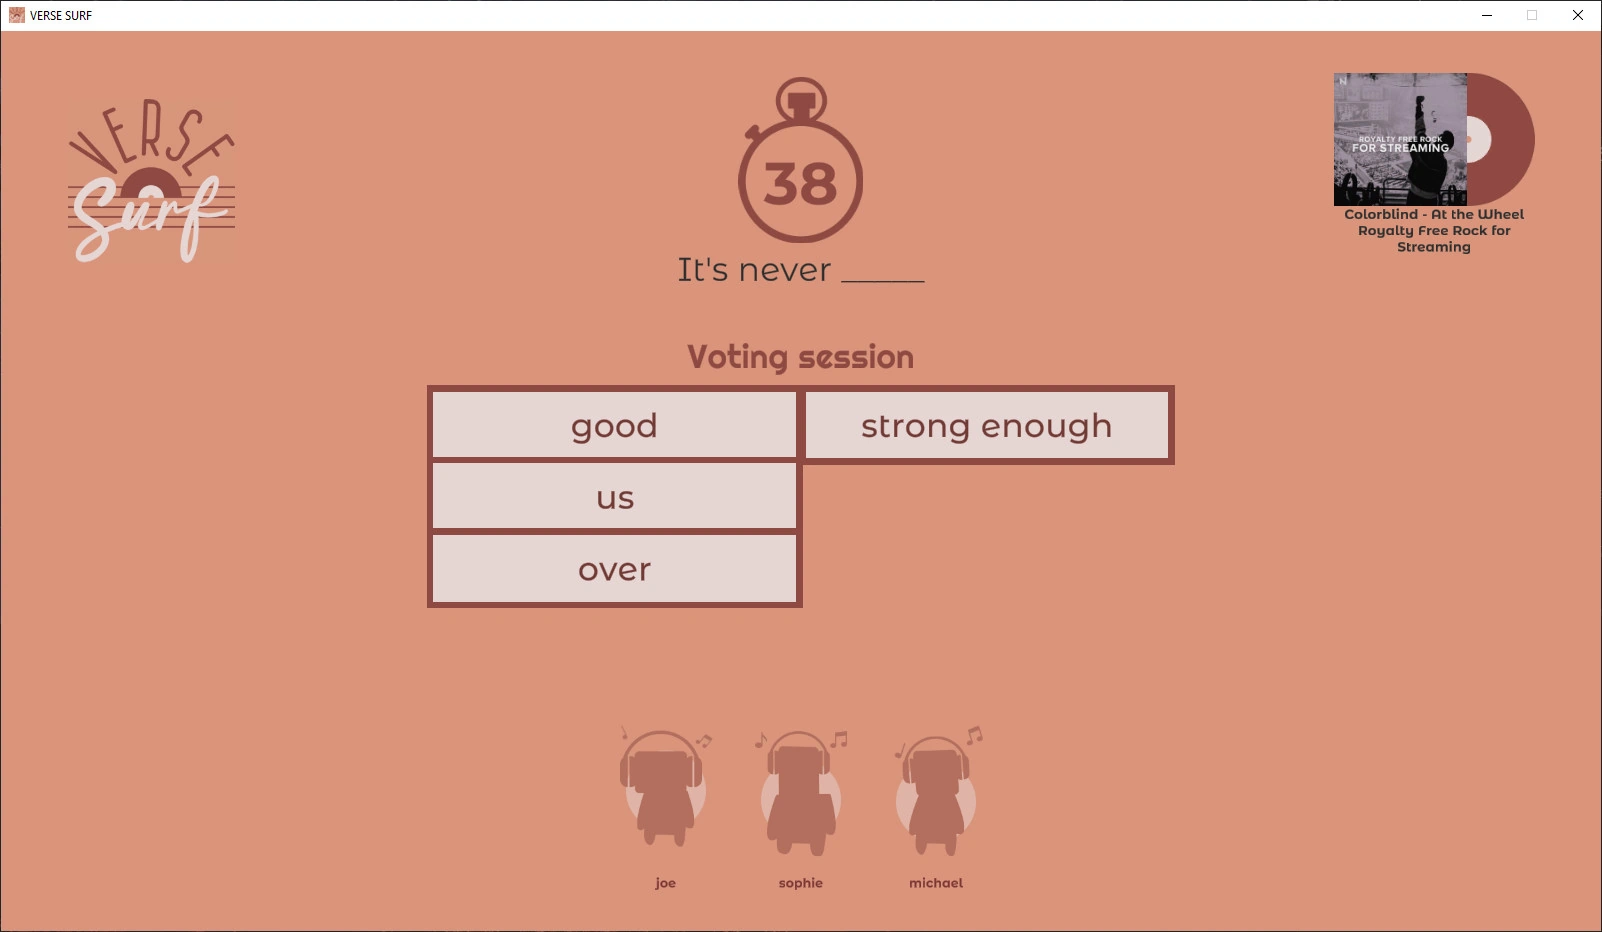 VERSE SURF
VERSE
Surf
38
It's never _____
ROYALTY FREE ROCK
FOR STREAMING
Colorblind - At the Wheel
Royalty Free Rock for
Streaming
Voting session
good
strong enough
us
over
joe
sophie
michael